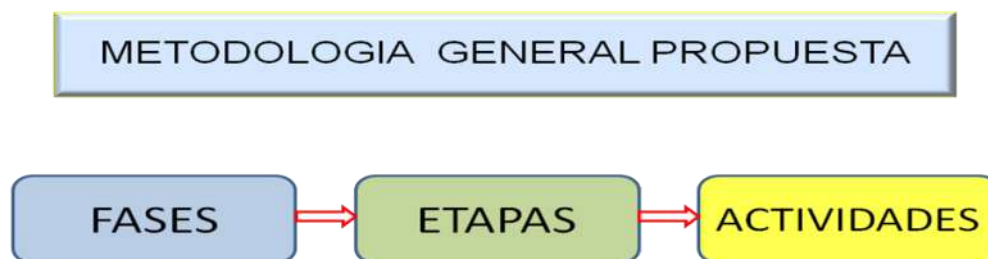 METODOLOGIA GENERAL PROPUESTA
FASES
ETAPAS
ACTIVIDADES